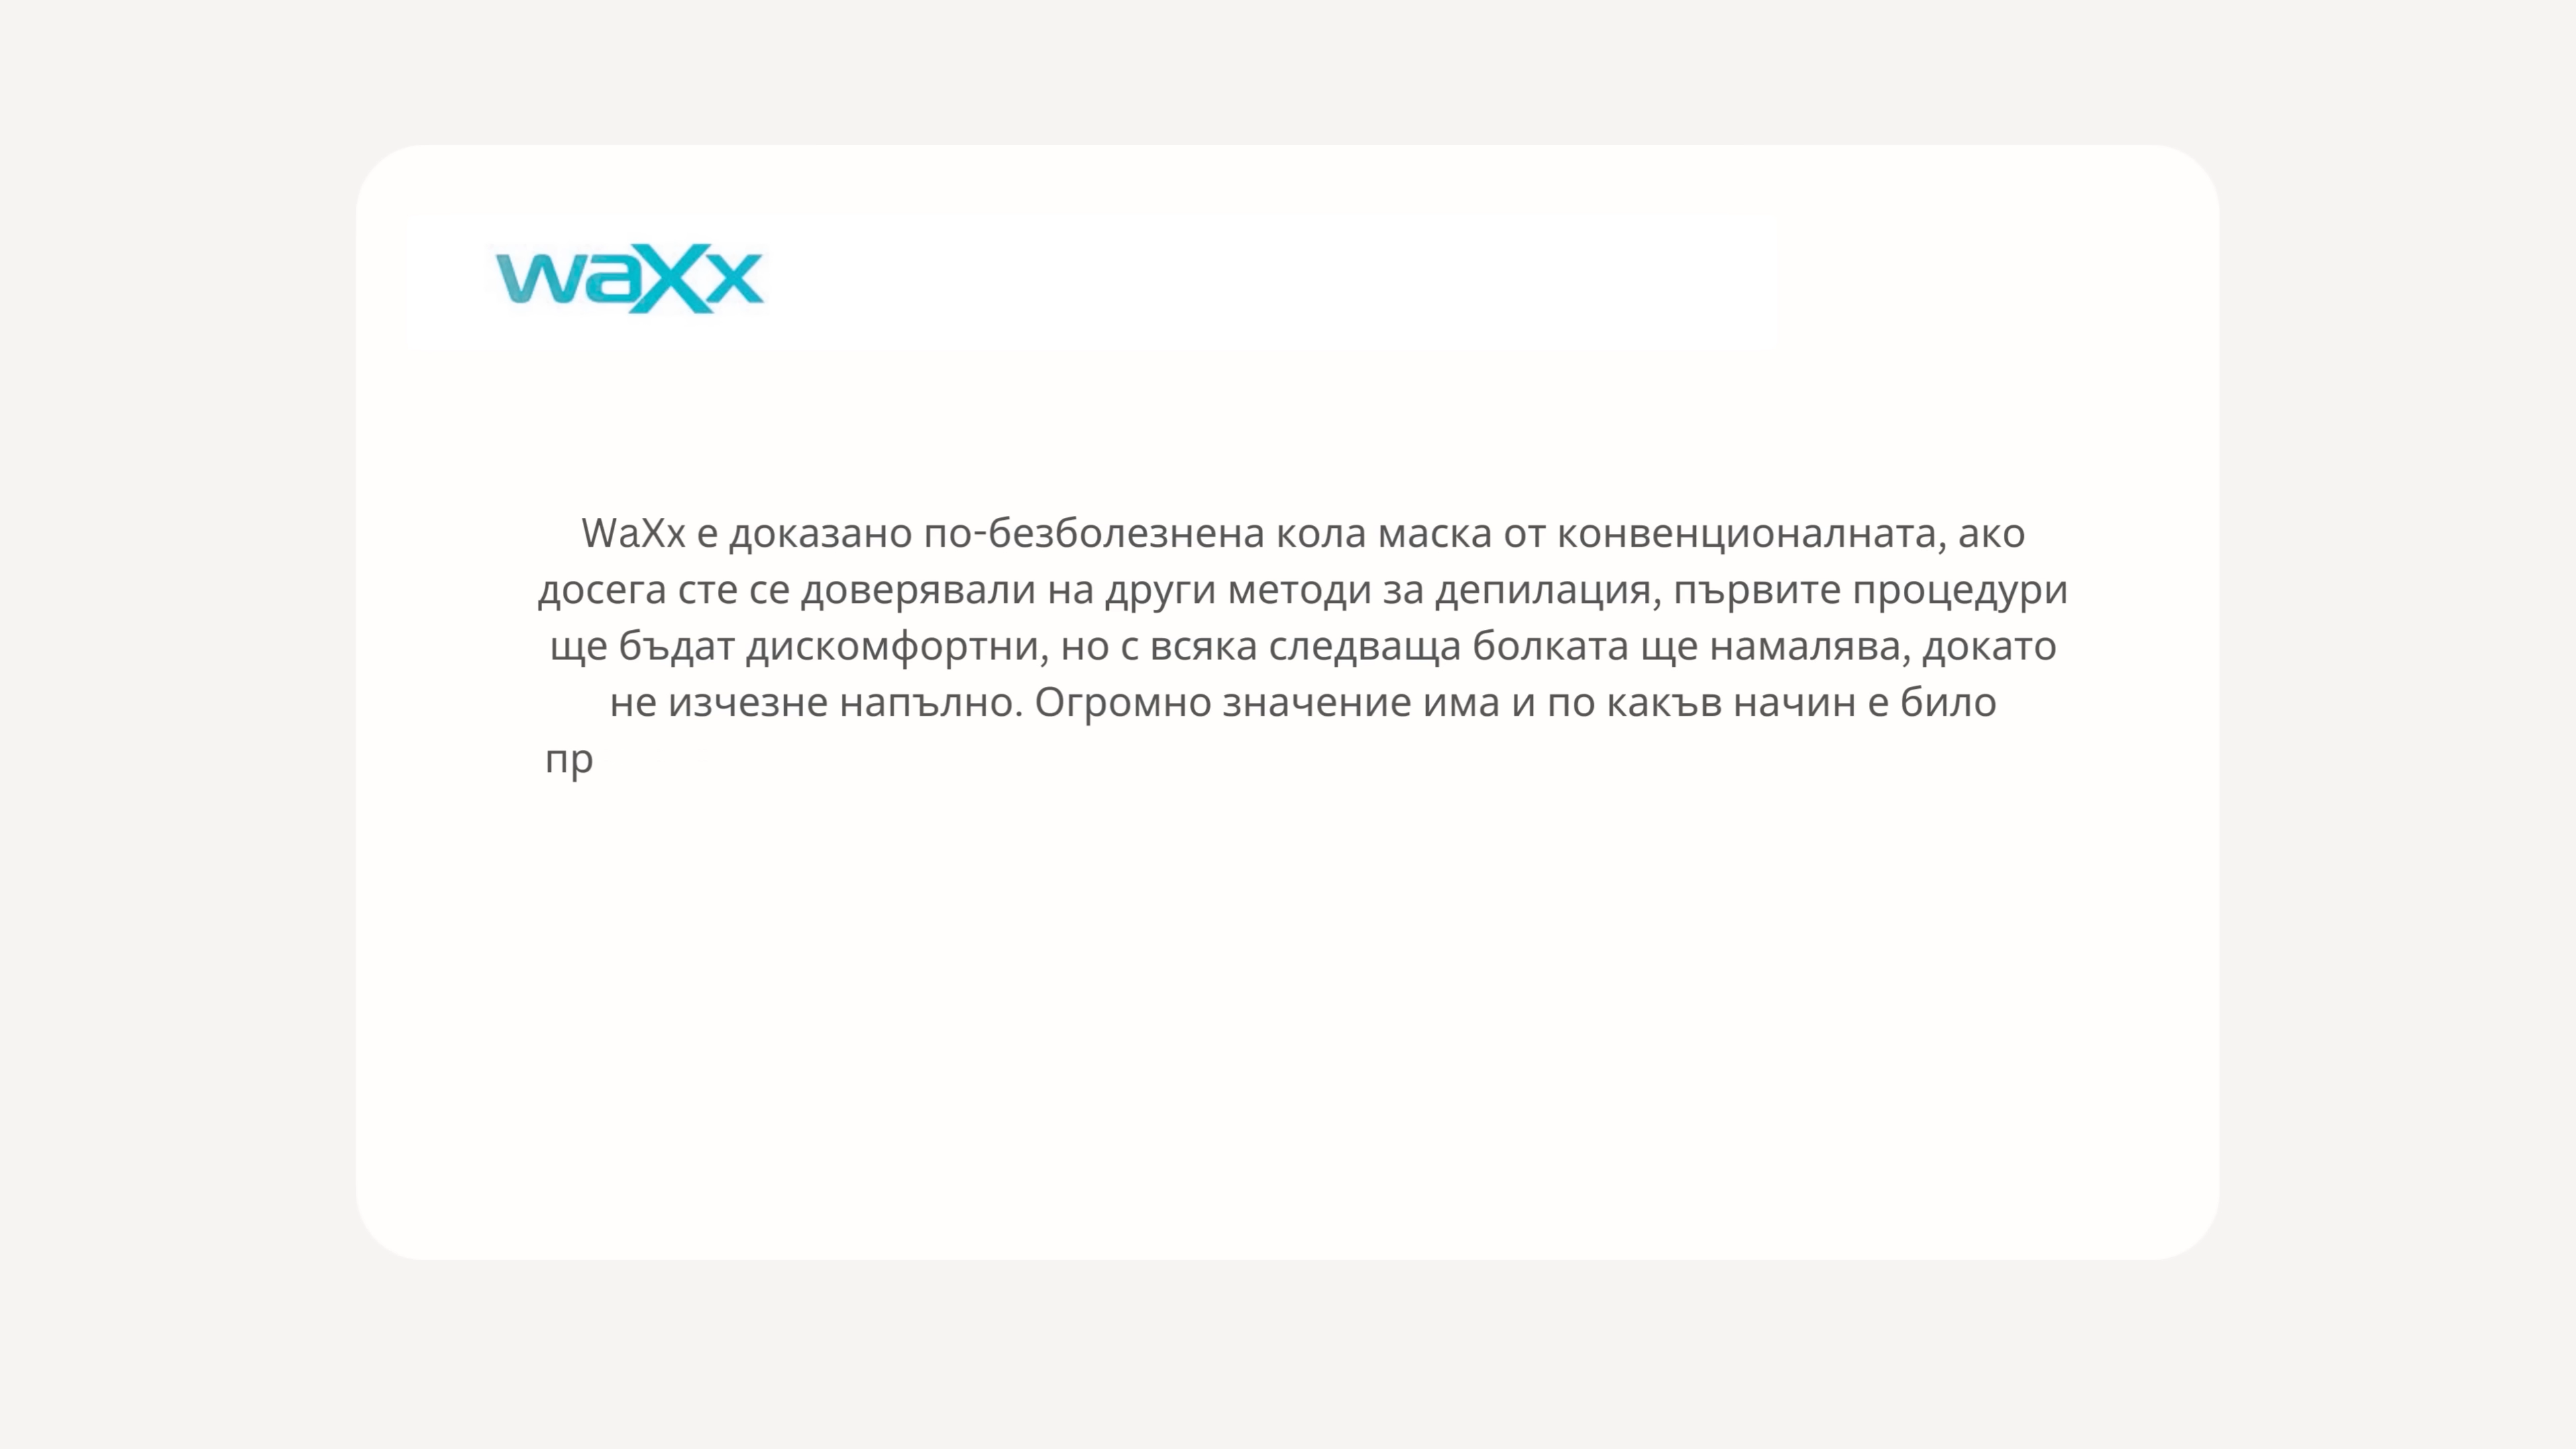 waXx
WaXx е доказано по-безболезнена кола маска от конвенционалната, ако
досега сте се доверявали на други методи за депилация, първите процедури
ще бъдат дискомфортни, но с всяка следваща болката ще намалява, докато
не изчезне напълно. Огромно значение има и по какъв начин е било
пр